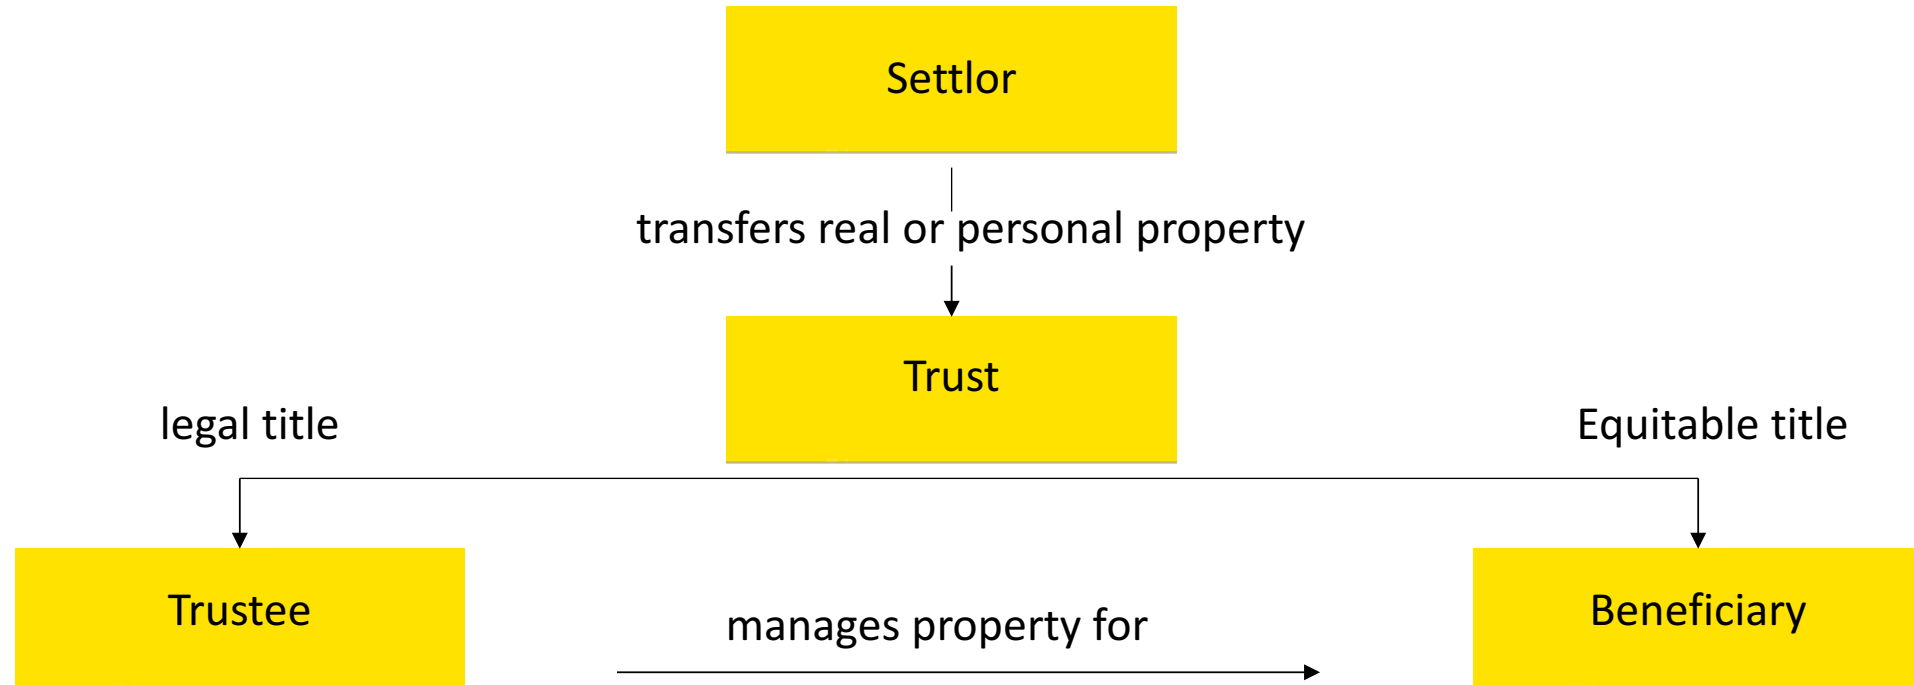 Settlor
transfers real or personal property
Trust
legal title
Equitable title
Trustee
manages property for
Beneficiary